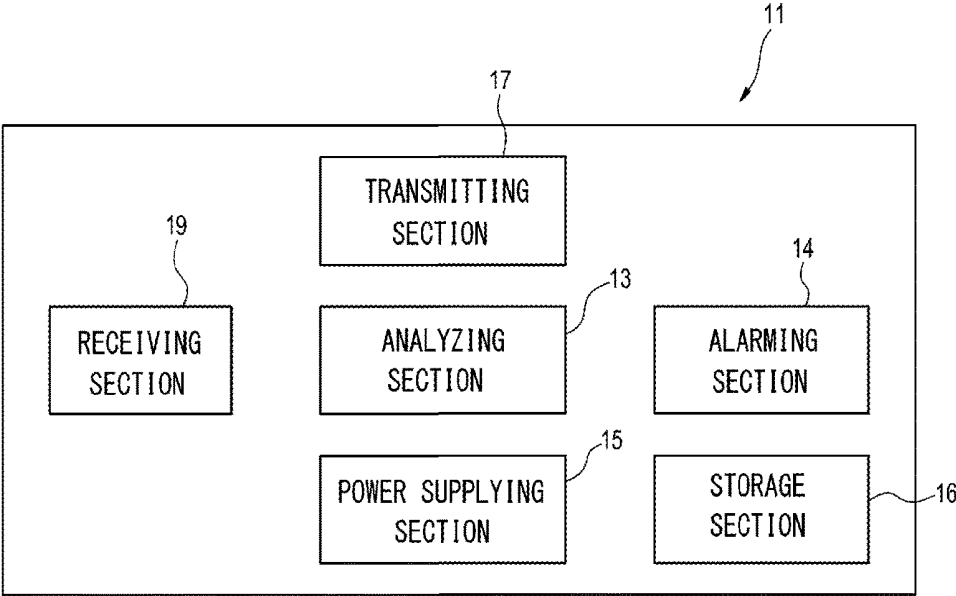 11
17
TRANSMITTING
SECTION
19
RECEIVING
SECTION
13
ANALYZING
SECTION
14
ALARMING
SECTION
15
POWER SUPPLYING
SECTION
16
STORAGE
SECTION